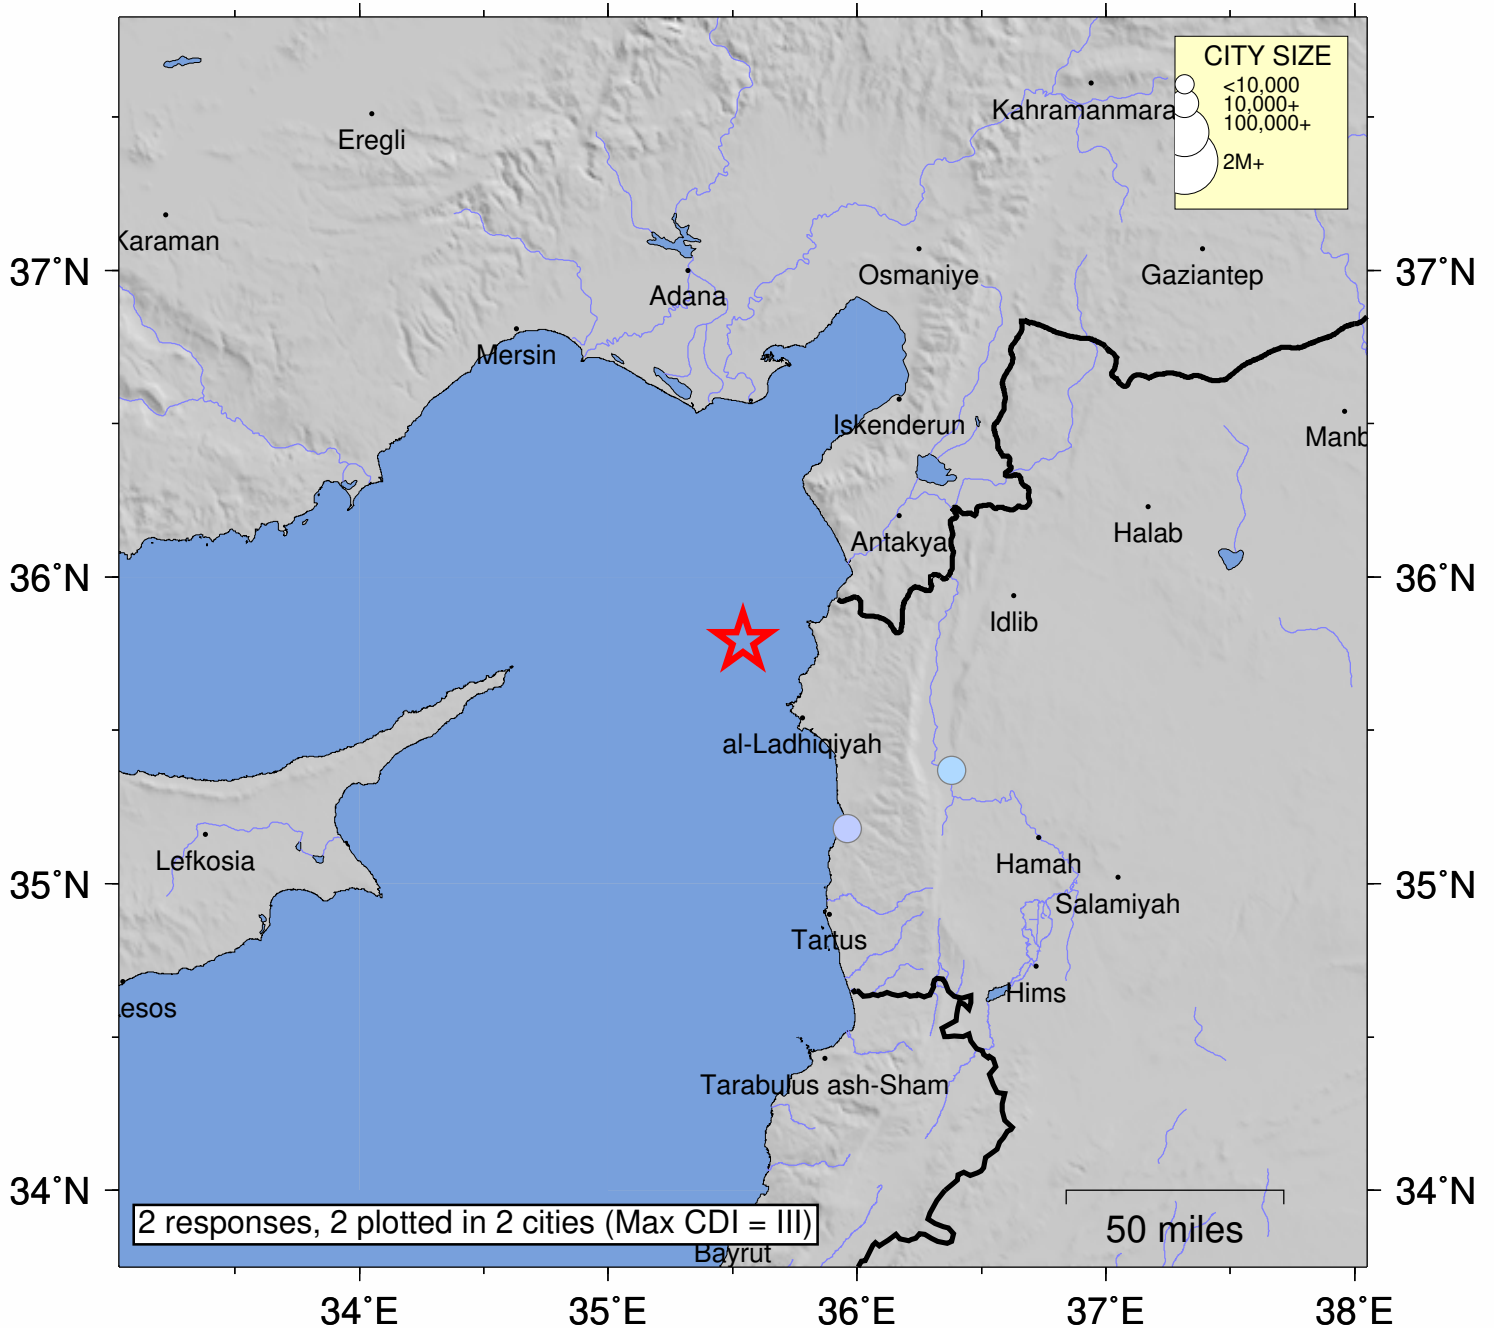 CITY SIZE
<10,000
10,000+
100,000+
2M+
Kahramanmara
Eregli
Karaman
37°N
Osmaniye
Gaziantep
37°N
Adana
Mersin
Iskenderun
Manb
Antakya
Halab
36°N
36°N
Idlib
al-Ladhiqiyah
Lefkosia
Hamah
35°N
35°N
Salamiyah
Tartus
esos
Hims
Tarabulus ash-Sham
34°N
34°N
2 responses, 2 plotted in 2 cities (Max CDI = III)
50 miles
Bayrut
34°E
35°E
36°E
37°E
38°E